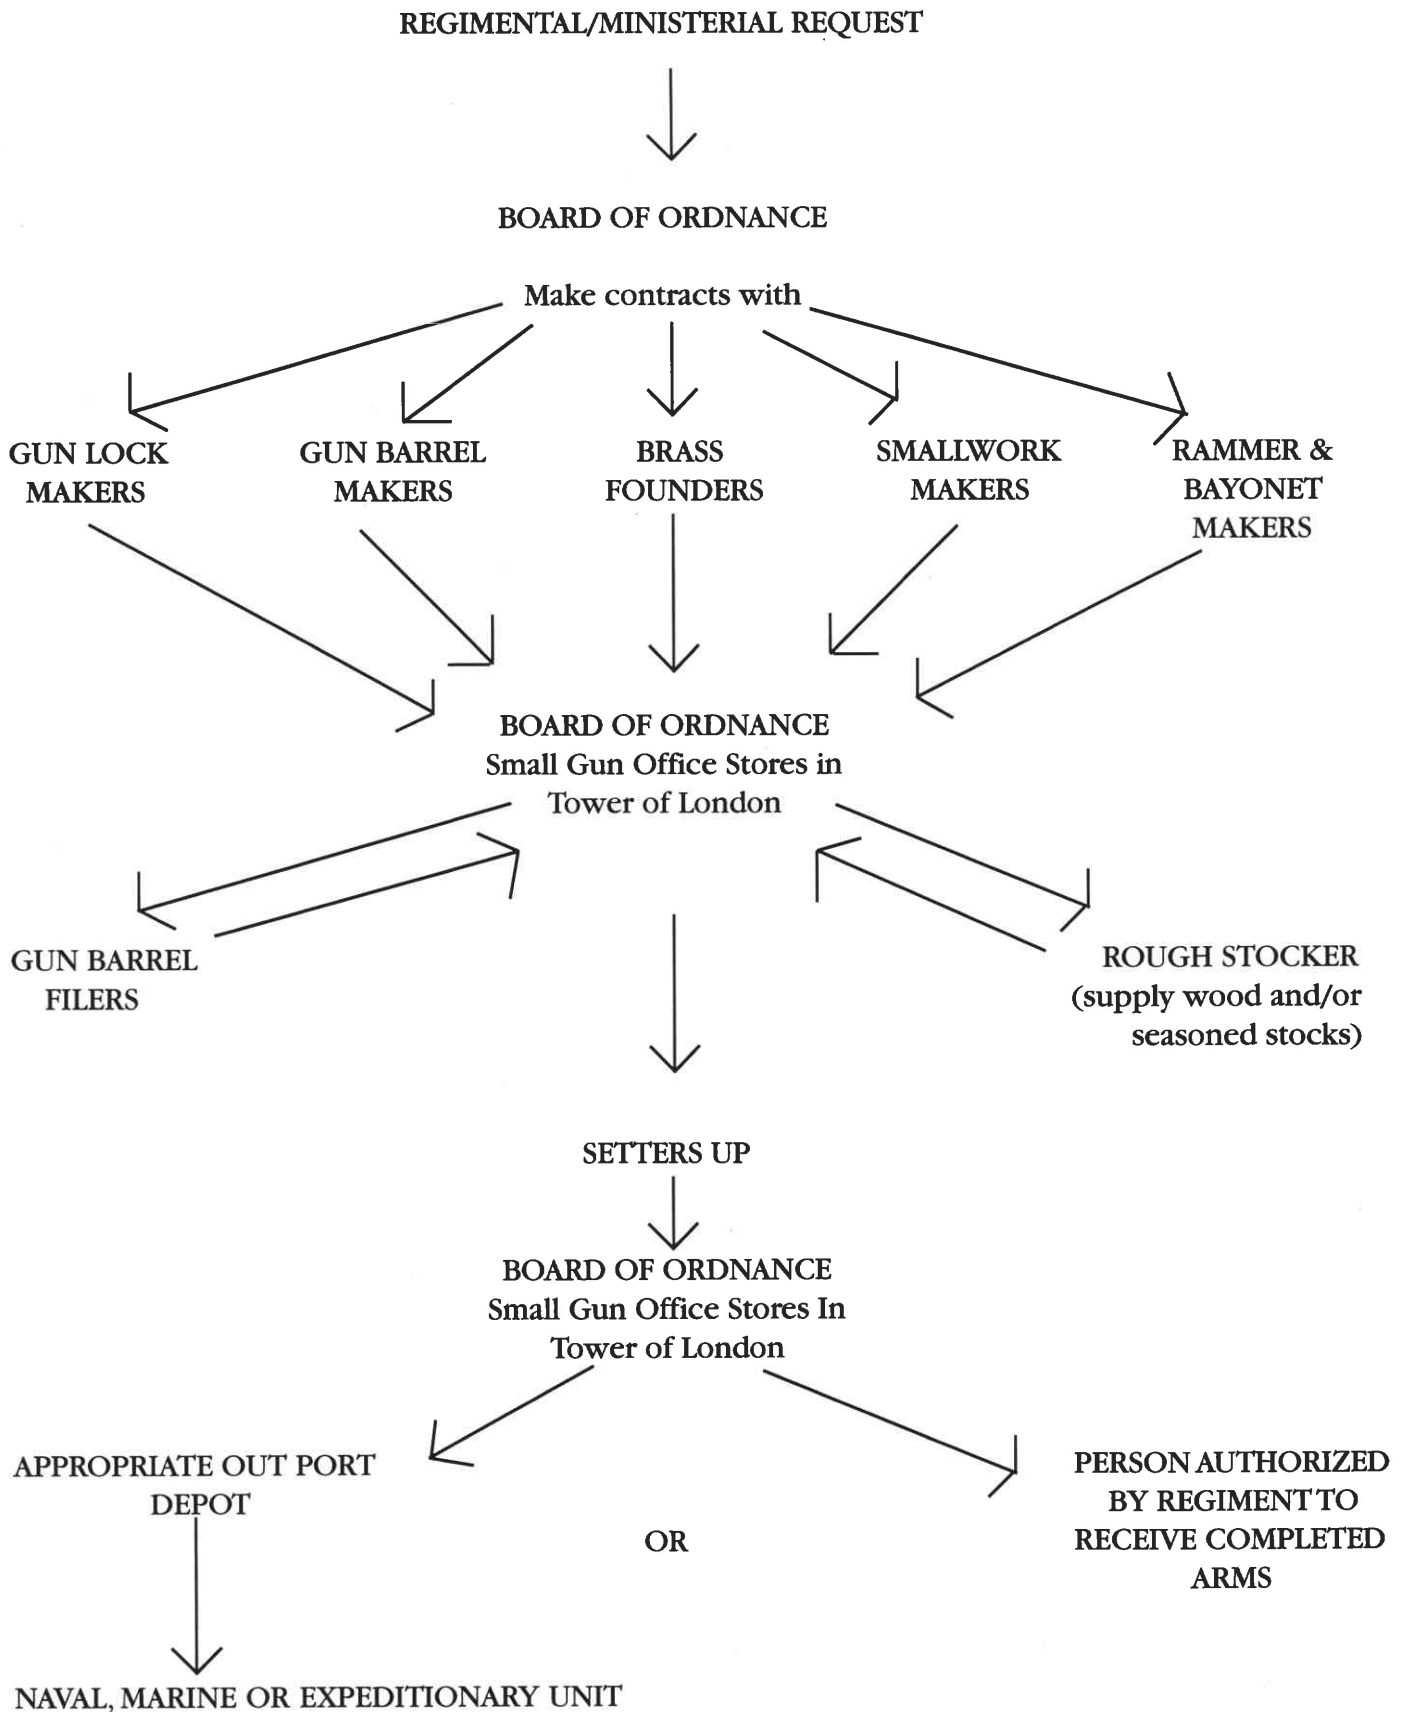 REGIMENTAL/MINISTERIAL REQUEST
BOARD OF ORDNANCE
Make contracts with
GUN LOCK
MAKERS
GUN BARREL
MAKERS
BRASS
FOUNDERS
SMALLWORK
MAKERS
RAMMER &
BAYONET
MAKERS
BOARD OF ORDNANCE
Small Gun Office Stores in
Tower of London
GUN BARREL
FILERS
ROUGH STOCKER
(supply wood and/or
seasoned stocks)
SETTERS UP
BOARD OF ORDNANCE
Small Gun Office Stores In
Tower of London
APPROPRIATE OUT PORT
DEPOT
OR
PERSON AUTHORIZED
BY REGIMENT TO
RECEIVE COMPLETED
ARMS
NAVAL, MARINE OR EXPEDITIONARY UNIT